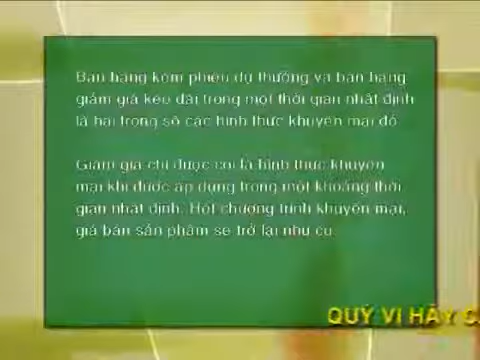 Bán hàng kèm phiếu dự thưởng và bán hàng
giảm giá kéo dài trong một thời gian nhất định
là hai trong số các hình thức khuyến mại đó.
Giảm giá chỉ được coi là hình thức khuyến
mại khi được áp dụng trong một khoảng thời
gian nhất định. Hết chương trình khuyến mại,
giá bán sản phẩm sẽ trở lại như cũ.
QUÝ VỊ HÃY